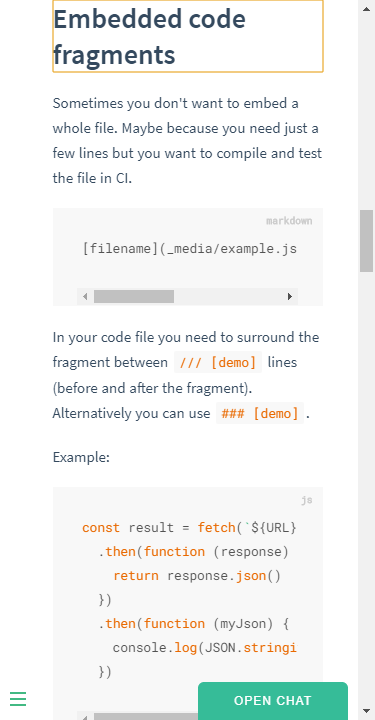 Embedded code
fragments
Sometimes you don't want to embed a
whole file. Maybe because you need just a
few lines but you want to compile and test
the file in CI.
markdown
[filename](_media/example.js
In your code file you need to surround the
fragment between /// [demo] lines
(before and after the fragment).
Alternatively you can use ### [demo] .
Example:
js
const result = fetch(`${URL}
.then(function (response)
return response.json()
})
.then(function (myJson) {
console.log(JSON.stringi
})
OPEN CHAT